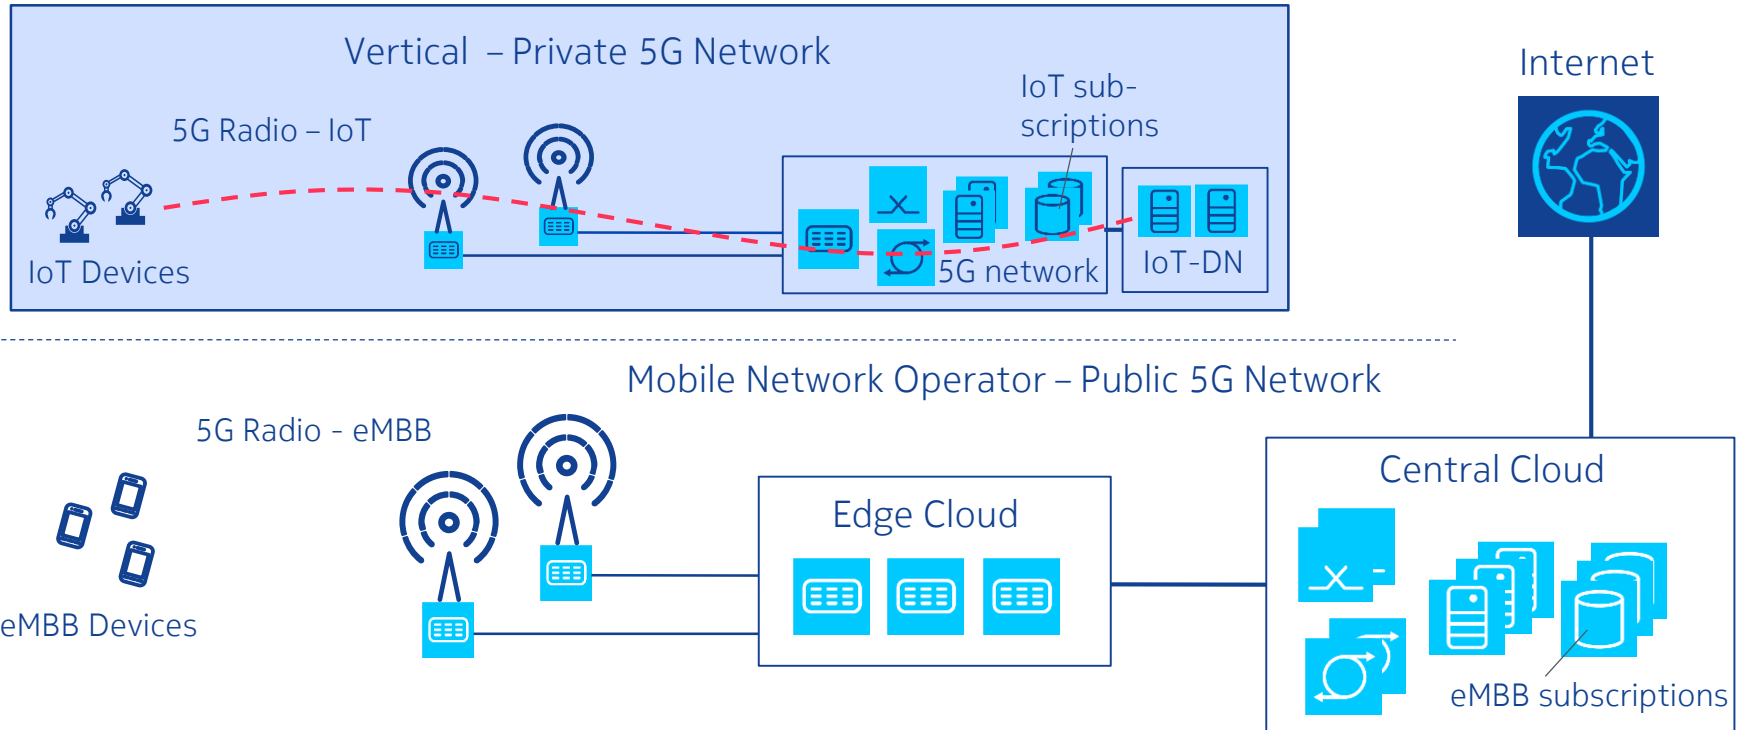 Vertical – Private 5G Network
Internet
IoT sub-
scriptions
5G Radio – IoT
IoT Devices
5G network
IoT-DN
Mobile Network Operator – Public 5G Network
5G Radio - eMBB
Central Cloud
Edge Cloud
eMBB Devices
eMBB subscriptions